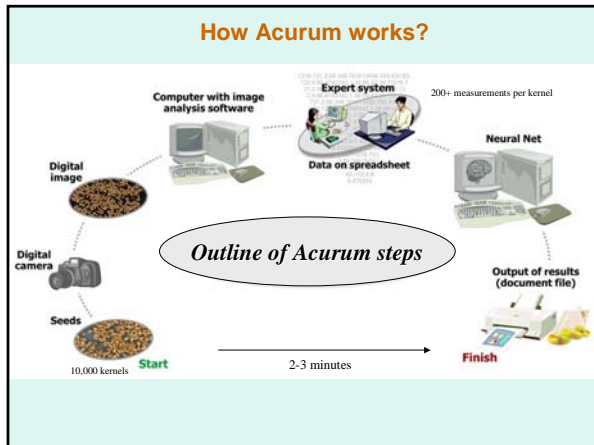 How Acurum works?
Expert system
200+ measurements per kernel
Computer with image
analysis software
Data on spreadsheet
Neural Net
Digital
image
Outline of Acurum steps
Digital
camera
Output of results
(document file)
Seeds
Start
10,000 kernels
2-3 minutes
Finish